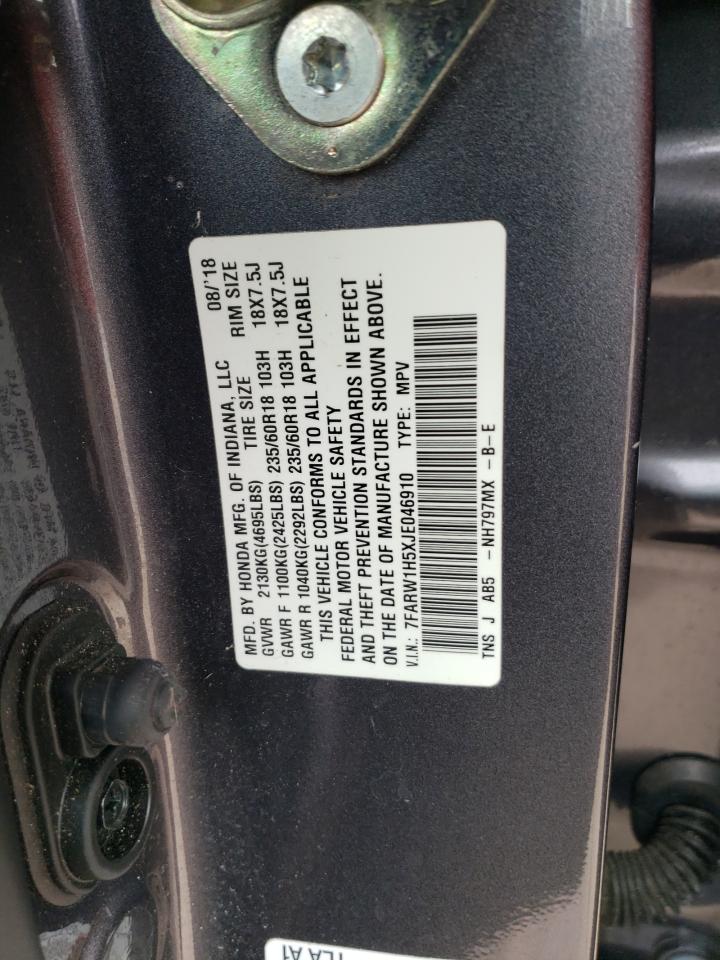 MFD. BY HONDA MFG. OF INDIANA, LLC 08/'18
GVWR 2130KG(4695LBS) TIRE SIZE RIM SIZE
GAWR F 1100KG(2425LBS) 235/60R18 103H 18X7.5J
GAWR R 1040KG(2292LBS) 235/60R18 103H 18X7.5J
THIS VEHICLE CONFORMS TO ALL APPLICABLE
FEDERAL MOTOR VEHICLE SAFETY
AND THEFT PREVENTION STANDARDS IN EFFECT
ON THE DATE OF MANUFACTURE SHOWN ABOVE.
V.I.N.: 7FARW1H5XJE046910 TYPE: MPV
TNS J AB5 -NH797MX -B-E